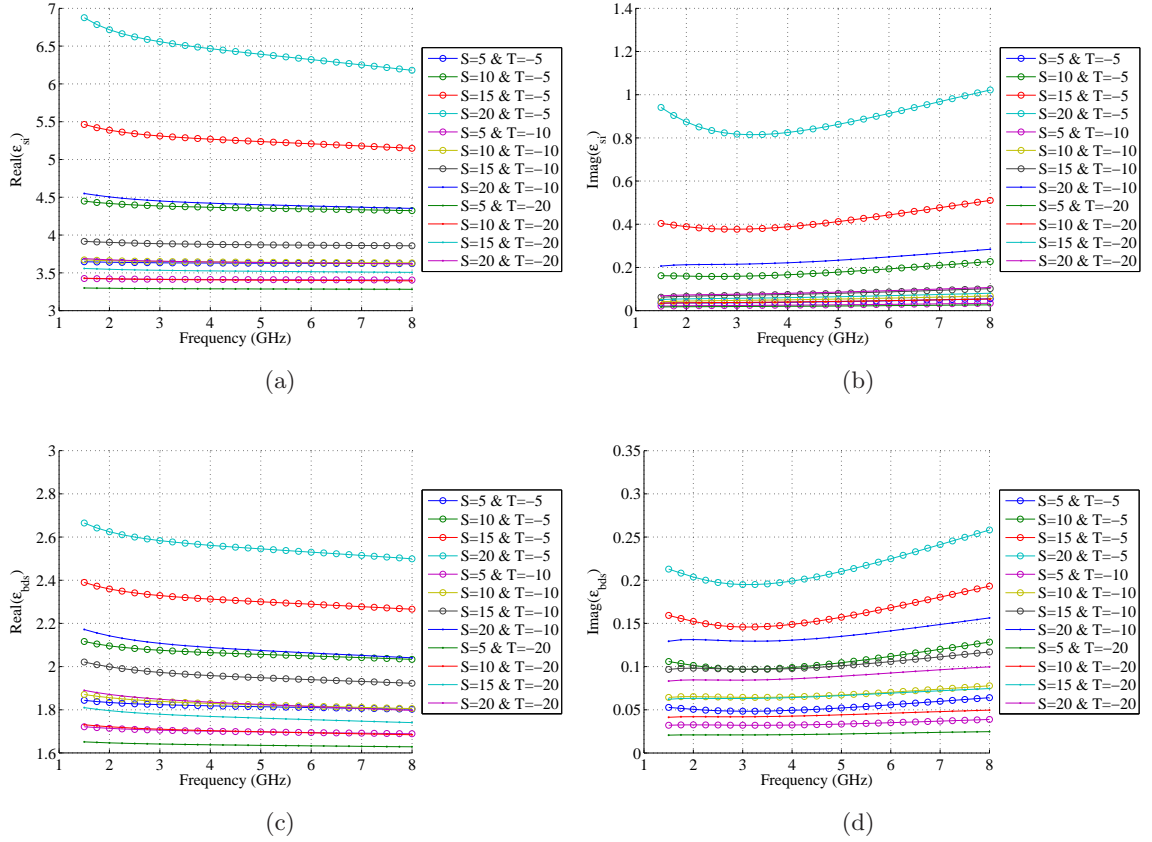 7
6.5
6
5.5
5
4.5
4
3.5
3
1 2 3 4 5 6 7 8
Real(ε_si)
Frequency (GHz)
S=5 & T=−5
S=10 & T=−5
S=15 & T=−5
S=20 & T=−5
S=5 & T=−10
S=10 & T=−10
S=15 & T=−10
S=20 & T=−10
S=5 & T=−20
S=10 & T=−20
S=15 & T=−20
S=20 & T=−20
(a)
1.4
1.2
1
0.8
0.6
0.4
0.2
0
1 2 3 4 5 6 7 8
Imag(ε_si)
Frequency (GHz)
S=5 & T=−5
S=10 & T=−5
S=15 & T=−5
S=20 & T=−5
S=5 & T=−10
S=10 & T=−10
S=15 & T=−10
S=20 & T=−10
S=5 & T=−20
S=10 & T=−20
S=15 & T=−20
S=20 & T=−20
(b)
3
2.8
2.6
2.4
2.2
2
1.8
1.6
1 2 3 4 5 6 7 8
Real(ε_bds)
Frequency (GHz)
S=5 & T=−5
S=10 & T=−5
S=15 & T=−5
S=20 & T=−5
S=5 & T=−10
S=10 & T=−10
S=15 & T=−10
S=20 & T=−10
S=5 & T=−20
S=10 & T=−20
S=15 & T=−20
S=20 & T=−20
(c)
0.35
0.3
0.25
0.2
0.15
0.1
0.05
0
1 2 3 4 5 6 7 8
Imag(ε_bds)
Frequency (GHz)
S=5 & T=−5
S=10 & T=−5
S=15 & T=−5
S=20 & T=−5
S=5 & T=−10
S=10 & T=−10
S=15 & T=−10
S=20 & T=−10
S=5 & T=−20
S=10 & T=−20
S=15 & T=−20
S=20 & T=−20
(d)